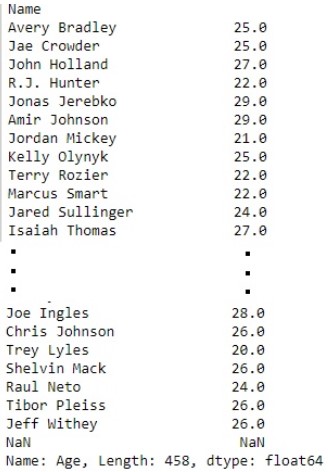 Name
Avery Bradley 25.0
Jae Crowder 25.0
John Holland 27.0
R.J. Hunter 22.0
Jonas Jerebko 29.0
Amir Johnson 29.0
Jordan Mickey 21.0
Kelly Olynyk 25.0
Terry Rozier 22.0
Marcus Smart 22.0
Jared Sullinger 24.0
Isaiah Thomas 27.0
. .
. .
. .
Joe Ingles 28.0
Chris Johnson 26.0
Trey Lyles 20.0
Shelvin Mack 26.0
Raul Neto 24.0
Tibor Pleiss 26.0
Jeff Withey 26.0
NaN NaN
Name: Age, Length: 458, dtype: float64